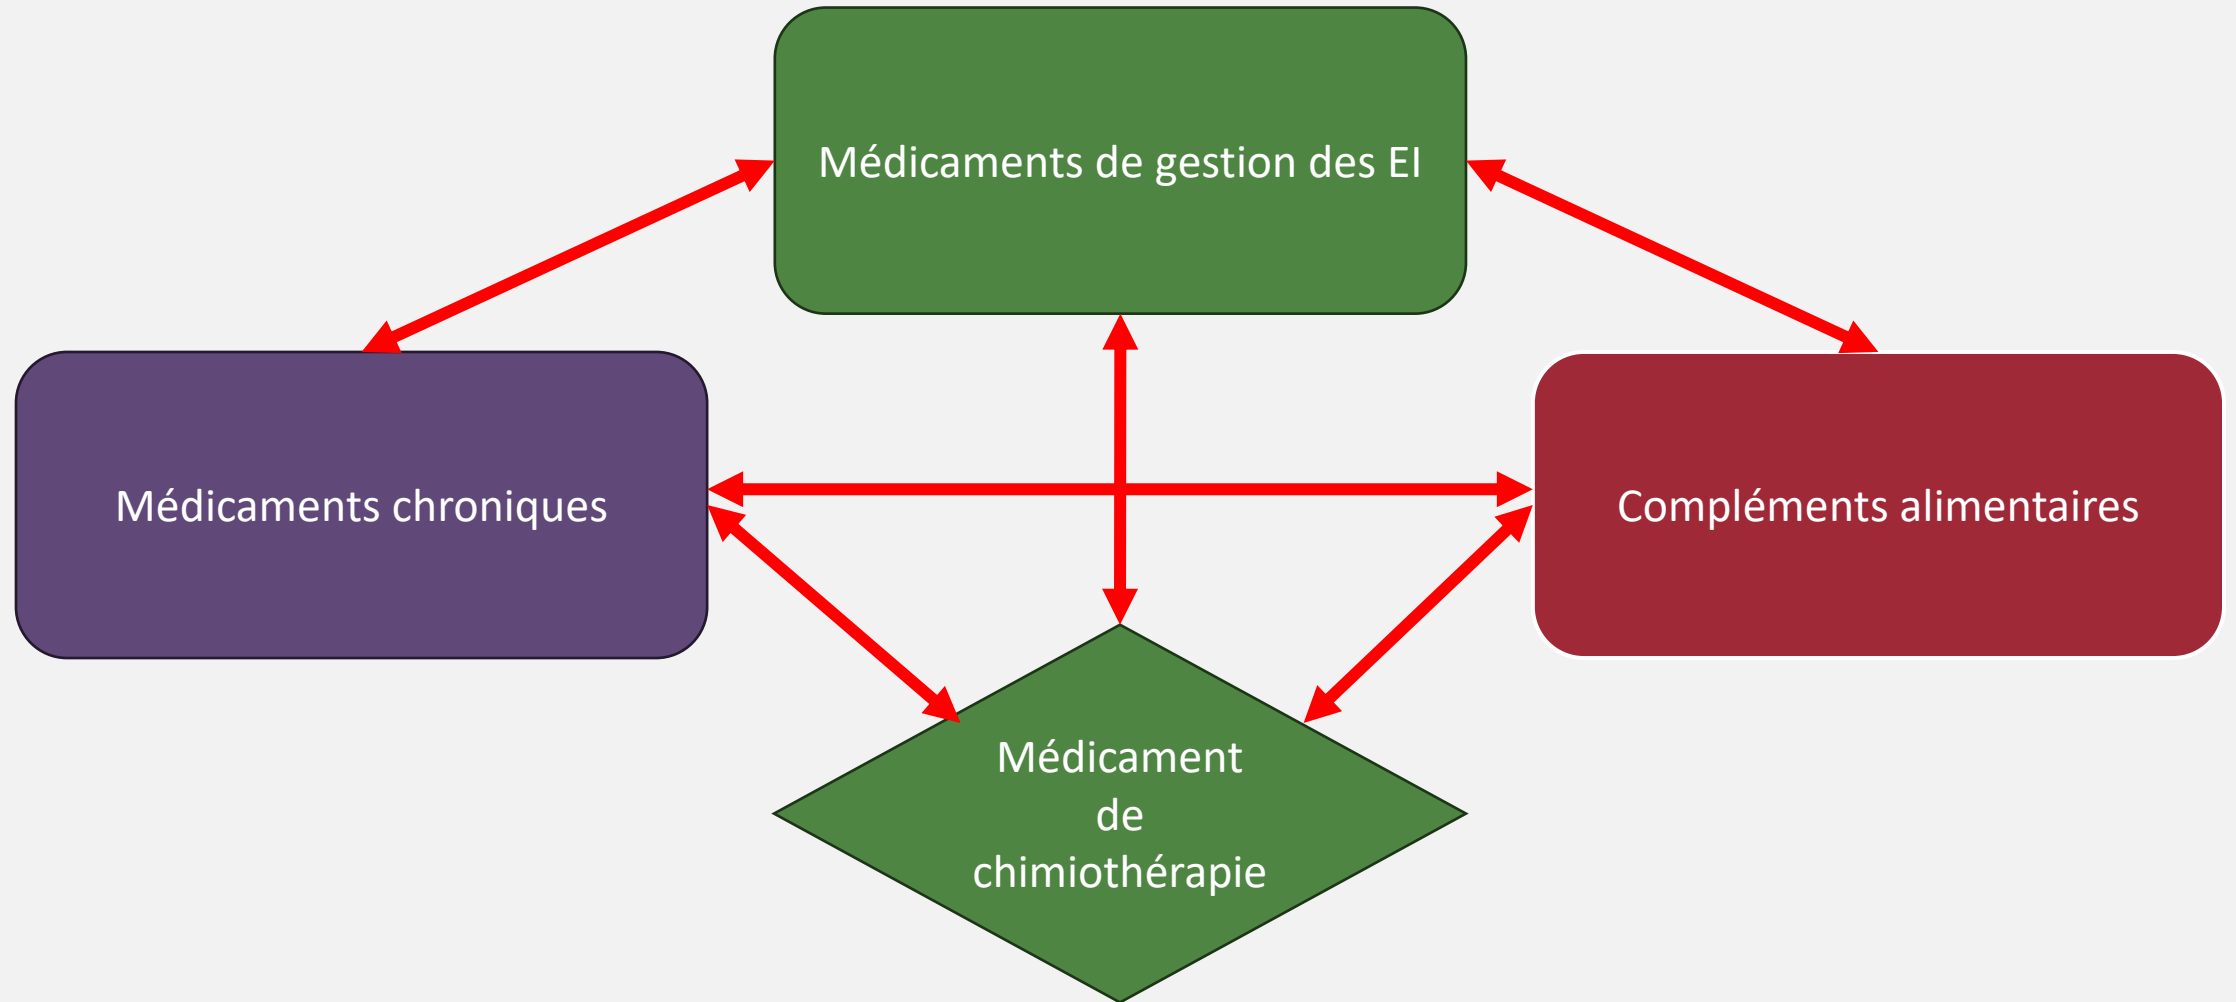 Médicaments de gestion des EI
Médicaments chroniques
Compléments alimentaires
Médicament
de
chimiothérapie